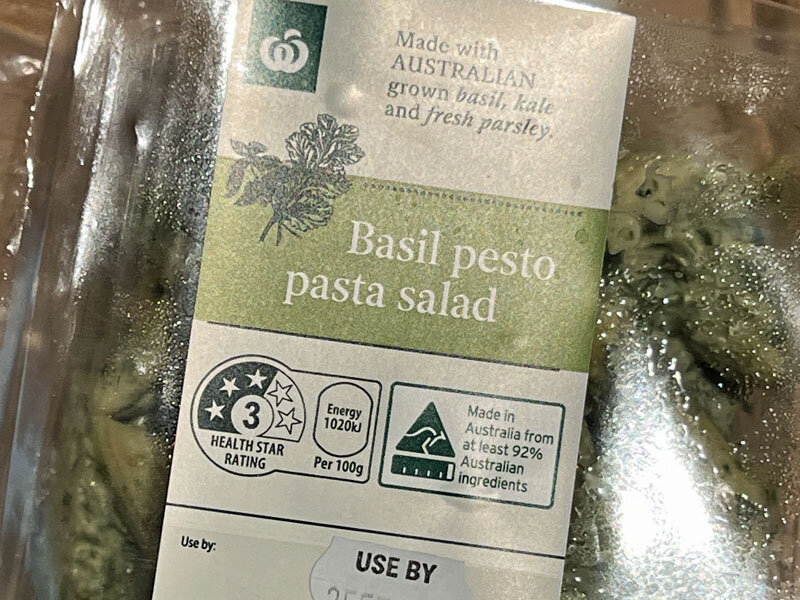 Made with
AUSTRALIAN
grown basil, kale
and fresh parsley.
Basil pesto
pasta salad
3
HEALTH STAR
RATING
Energy
1020kJ
Per 100g
Made in
Australia from
at least 92%
Australian
ingredients
Use by:
USE BY